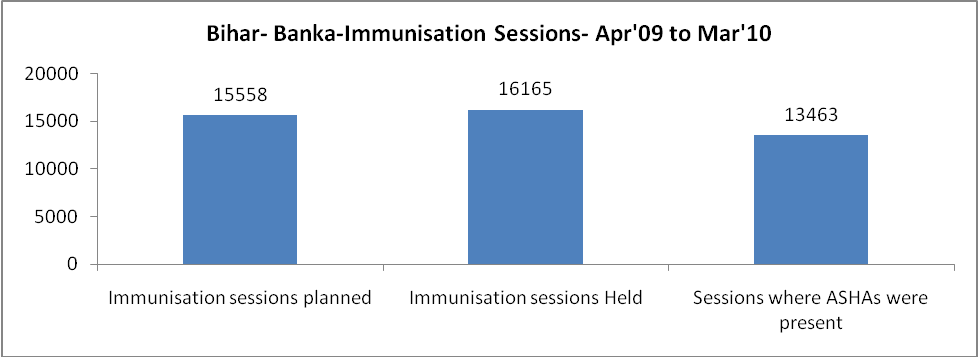 Bihar- Banka-Immunisation Sessions- Apr'09 to Mar'10
20000
15000
10000
5000
0
15558
16165
13463
Immunisation sessions planned
Immunisation sessions Held
Sessions where ASHAs were
present